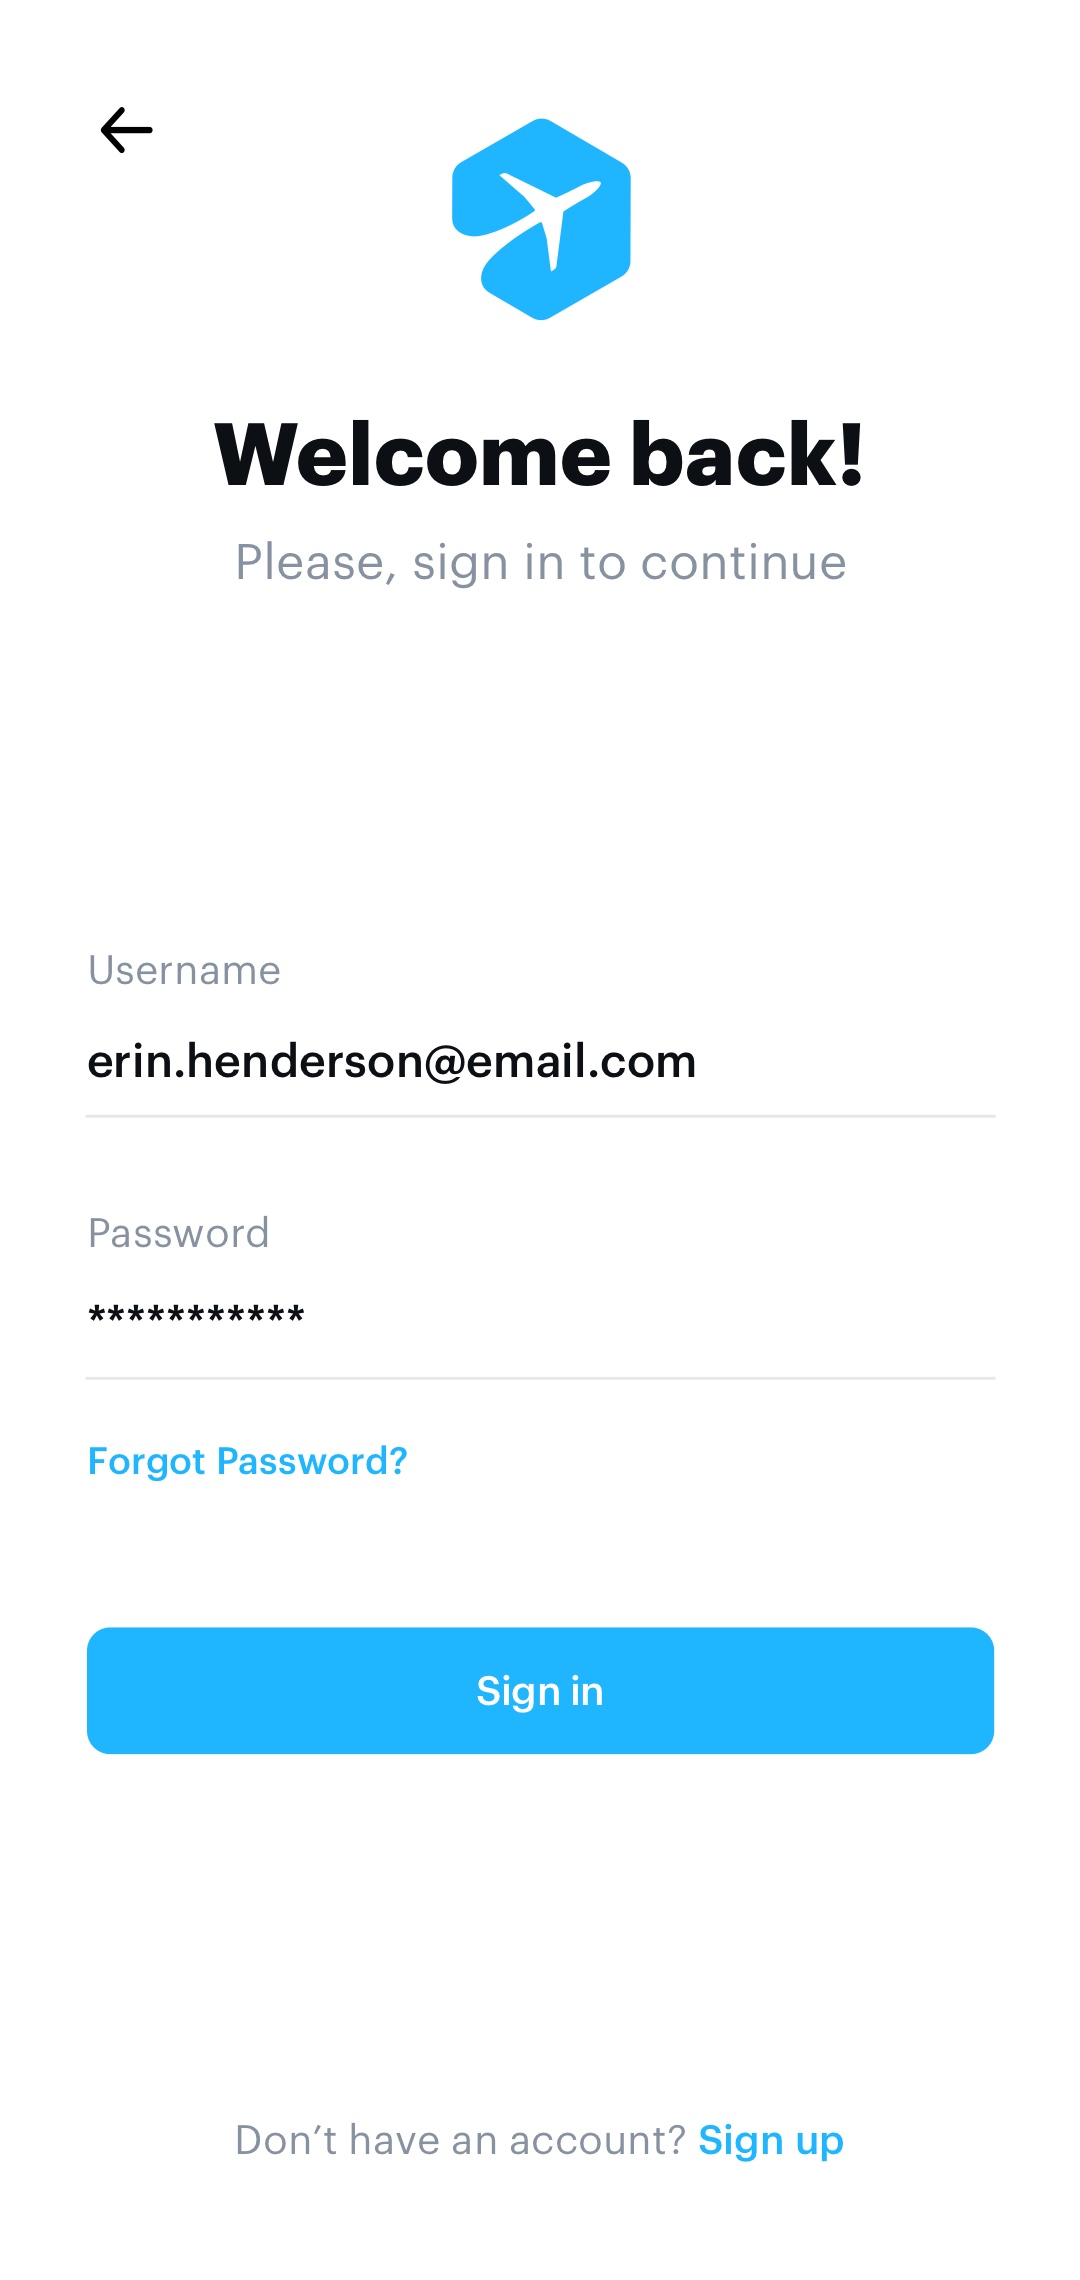 Welcome back!
Please, sign in to continue
Username
erin.henderson@email.com
Password
***********
Forgot Password?
Sign in
Don’t have an account? Sign up